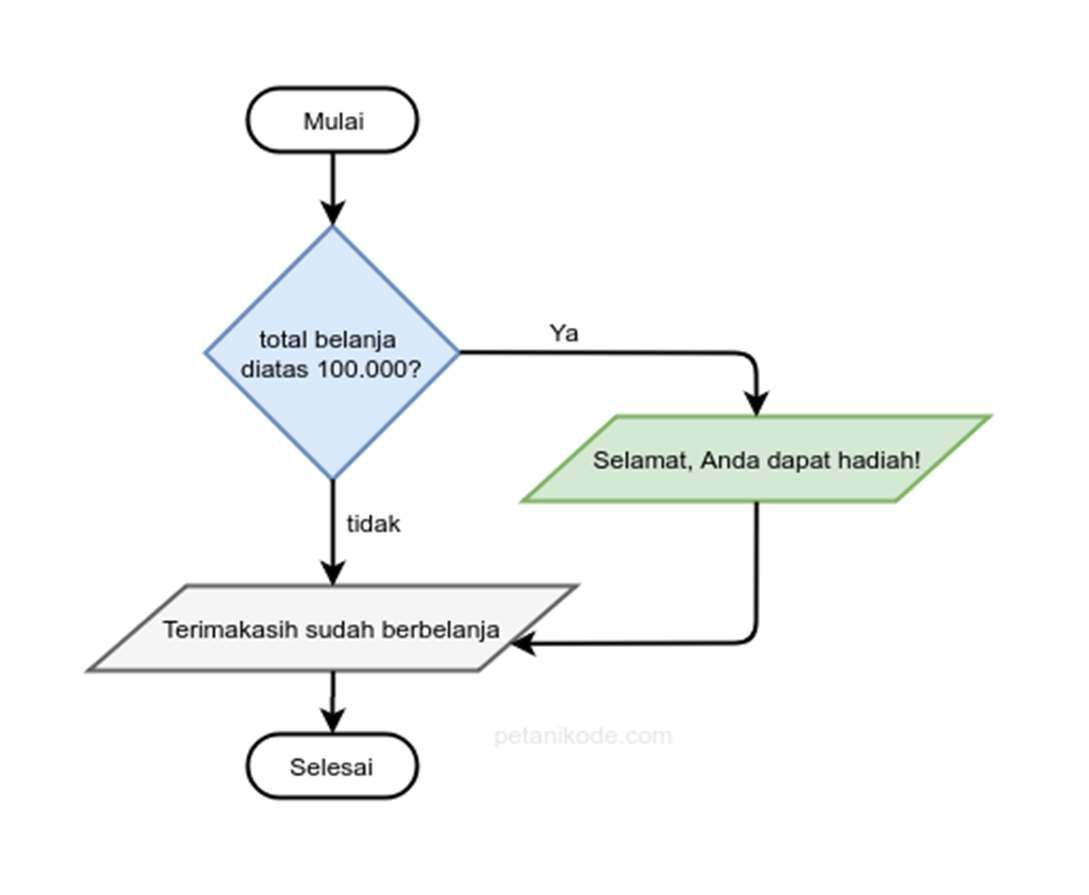 Mulai
total belanja
diatas 100.000?
Ya
Selamat, Anda dapat hadiah!
tidak
Terimakasih sudah berbelanja
petanikode.com
Selesai